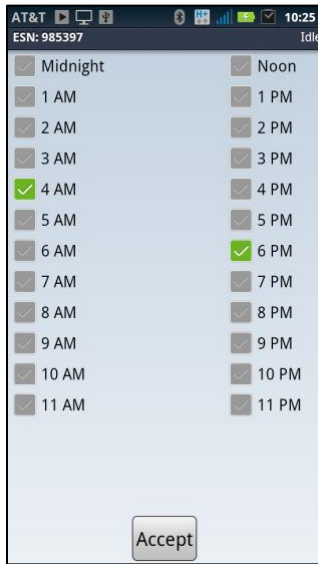 AT&T 10:25
ESN: 985397 Idle
Midnight Noon
1 AM 1 PM
2 AM 2 PM
3 AM 3 PM
4 AM 4 PM
5 AM 5 PM
6 AM 6 PM
7 AM 7 PM
8 AM 8 PM
9 AM 9 PM
10 AM 10 PM
11 AM 11 PM
Accept